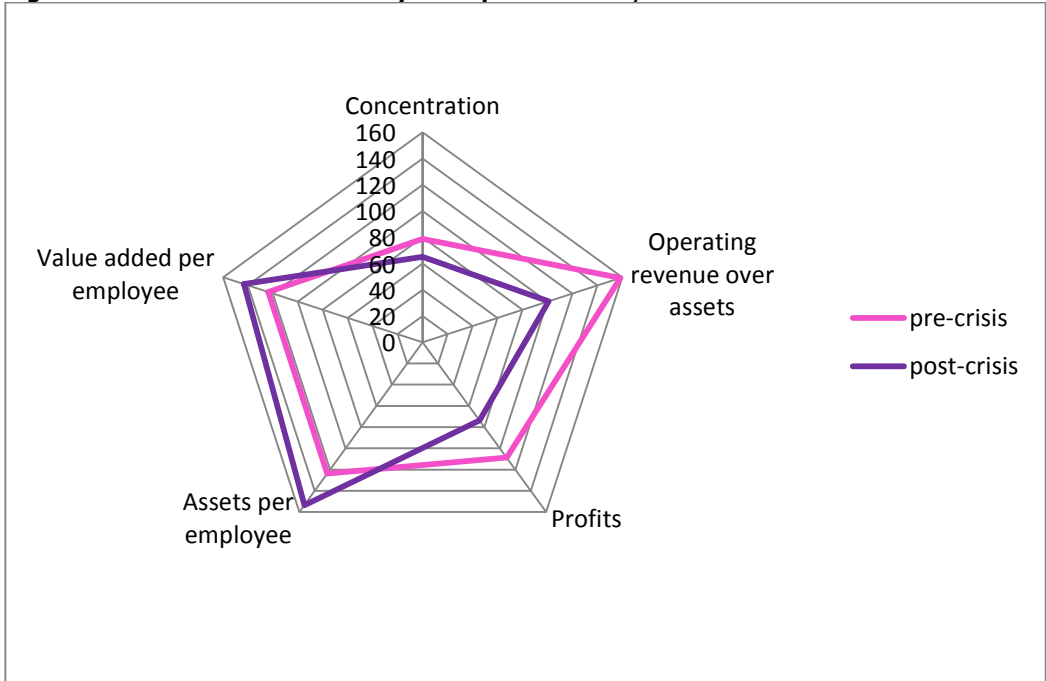 Concentration
160
140
120
100
80
60
40
20
0
Operating
revenue over
assets
Value added per
employee
pre-crisis
post-crisis
Assets per
employee
Profits